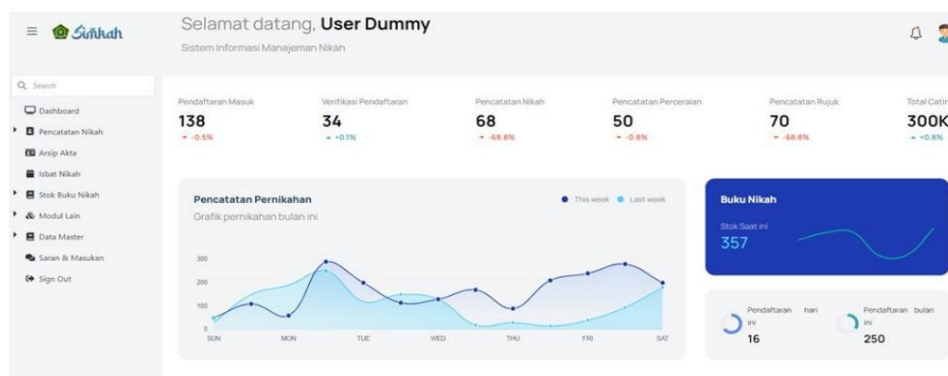 Simkah
Selamat datang, User Dummy
Sistem Informasi Manajeman Nikah
Search
Dashboard
Pencatatan Nikah
Arsip Akta
Isbat Nikah
Stok Buku Nikah
Modul Lain
Data Master
Saran & Masukan
Sign Out
Pendaftaran Masuk
138
-0.5%
Verifikasi Pendaftaran
34
+0.1%
Pencatatan Nikah
68
-68.8%
Pencatatan Perceraian
50
-0.8%
Pencatatan Rujuk
70
-68.8%
Total Catin
300K
+0.8%
Pencatatan Pernikahan
This week Last week
Grafik pernikahan bulan ini
300
200
100
0
SUN MON TUE WED THU FRI SAT
Buku Nikah
Stok Saat ini
357
Pendaftaran hari
ini
16
Pendaftaran bulan
ini
250